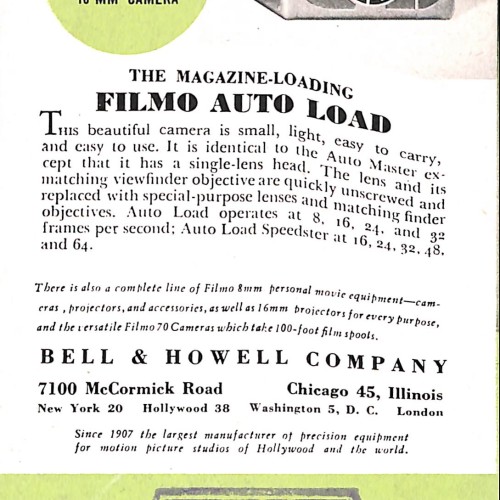 16 MM CAMERA
THE MAGAZINE-LOADING
FILMO AUTO LOAD
This beautiful camera is small, light, easy to carry,
and easy to use. It is identical to the Auto Master ex-
cept that it has a single-lens head. The lens and its
matching viewfinder objective are quickly unscrewed and
replaced with special-purpose lenses and matching finder
objectives. Auto Load operates at 8, 16, 24, and 32
frames per second; Auto Load Speedster at 16, 24, 32, 48,
and 64.
There is also a complete line of Filmo 8mm personal movie equipment—cam-
eras, projectors, and accessories, as well as 16mm projectors for every purpose,
and the versatile Filmo 70 Cameras which take 100-foot film spools.
BELL & HOWELL COMPANY
7100 McCormick Road Chicago 45, Illinois
New York 20 Hollywood 38 Washington 5, D. C. London
Since 1907 the largest manufacturer of precision equipment
for motion picture studios of Hollywood and the world.